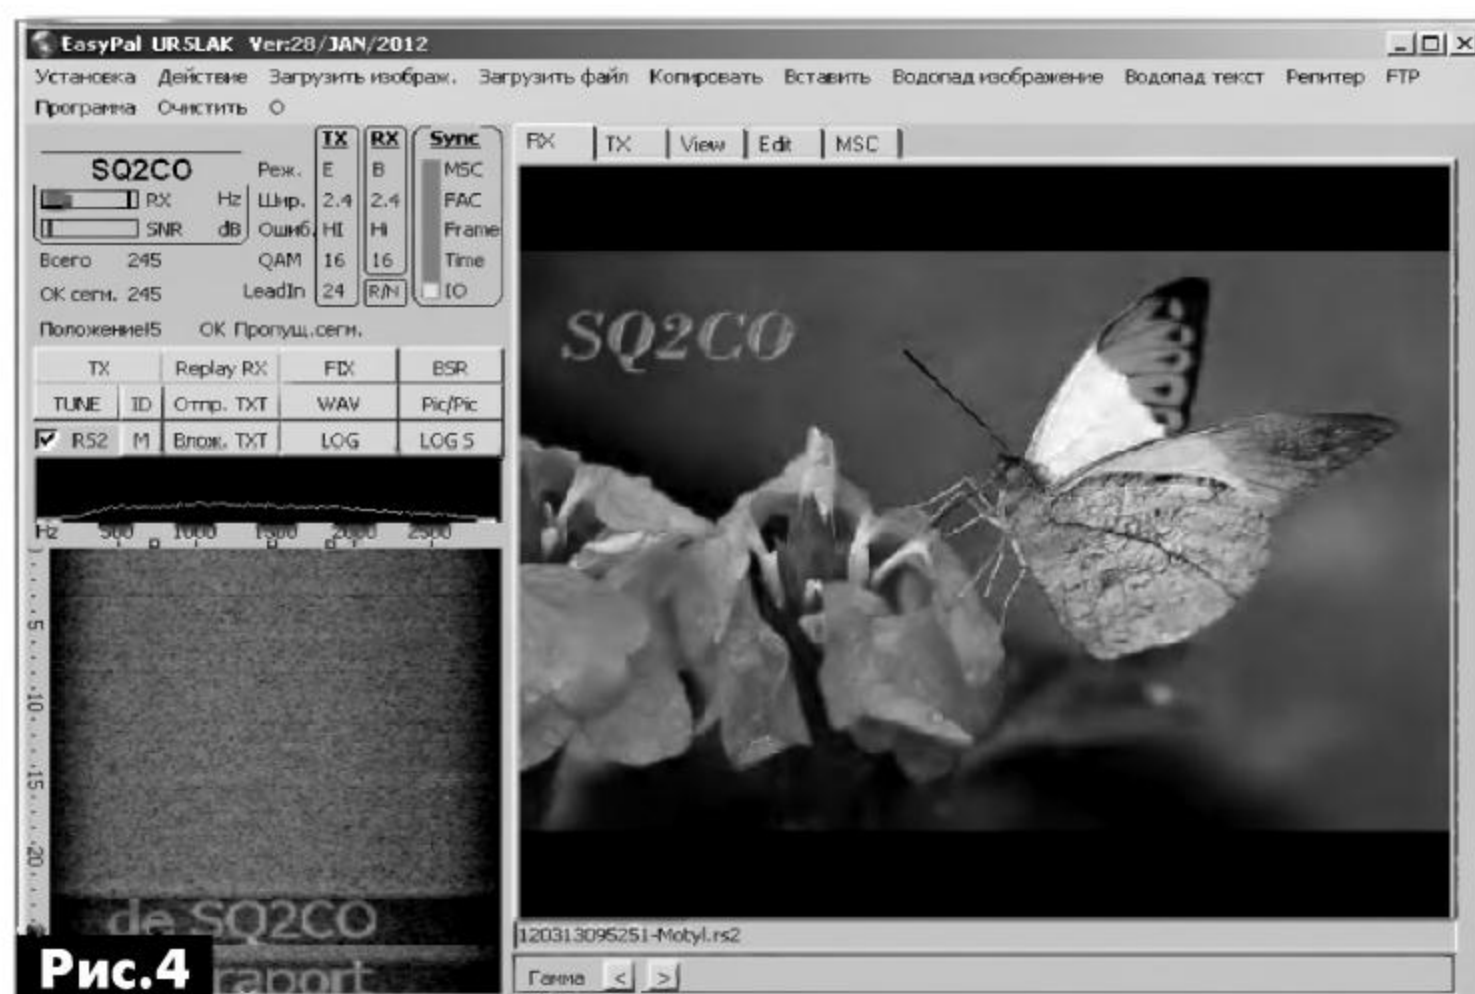 EasyPal UR5LAK Ver:28/JAN/2012
Установка Действие Загрузить изображ. Загрузить файл Копировать Вставить Водопад изображение Водопад текст Репитер FTP
Программа Очистить O
TX RX Sync
SQ2CO Реж. E B MSC
RX Hz Шир. 2.4 2.4 FAC
SNR dB Ошиб. HI Hi Frame
Всего 245 QAM 16 16 Time
ОК сегм. 245 LeadIn 24 R/N IO
Положение!5 ОК Пропущ.сегм.
TX Replay RX FIX BSR
TUNE ID Отпр. TXT WAV Pic/Pic
RS2 M Влож. TXT LOG LOG S
Hz 500 1000 1500 2000 2500
5
10
15
20
de SQ2CO
raport
Рис.4
RX TX View Edit MSC
SQ2CO
120313095251-Motyl.rs2
Гамма < >